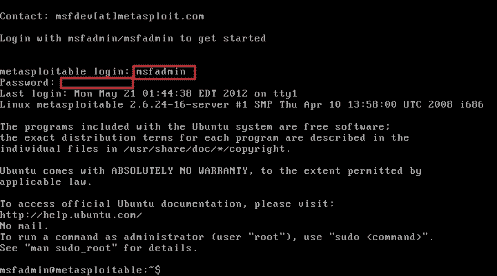 Contact: msfdev[at]metasploit.com
Login with msfadmin/msfadmin to get started
metasploitable login: msfadmin
Password:
Last login: Mon May 21 01:44:38 EDT 2012 on tty1
Linux metasploitable 2.6.24-16-server #1 SMP Thu Apr 10 13:58:00 UTC 2008 i686
The programs included with the Ubuntu system are free software;
the exact distribution terms for each program are described in the
individual files in /usr/share/doc/*/copyright.
Ubuntu comes with ABSOLUTELY NO WARRANTY, to the extent permitted by
applicable law.
To access official Ubuntu documentation, please visit:
http://help.ubuntu.com/
No mail.
To run a command as administrator (user "root"), use "sudo <command>".
See "man sudo_root" for details.
msfadmin@metasploitable:~$